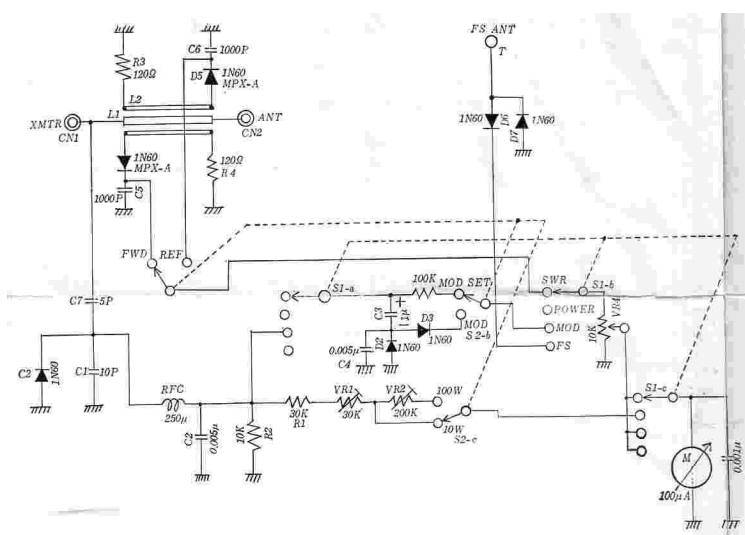 FS ANT
T
C6
1000P
R3
120Ω
D5
1N60
MPX-A
L2
L1
XMTR
CN1
ANT
CN2
1N60
D6
D7
1N60
1N60
MPX-A
120Ω
R4
1000P
C5
FWD
REF
S1-a
100K
MOD SET
SWR
S1-b
POWER
MOD
FS
VR4
10K
C7
5P
C3
1μ
D3
1N60
MOD
S2-b
D2
1N60
0.005μ
C4
C2
1N60
C1
10P
RFC
250μ
VR1
30K
VR2
200K
100W
10W
S2-c
30K
R1
10K
R2
C2
0.005μ
S1-c
M
100μA
0.001μ